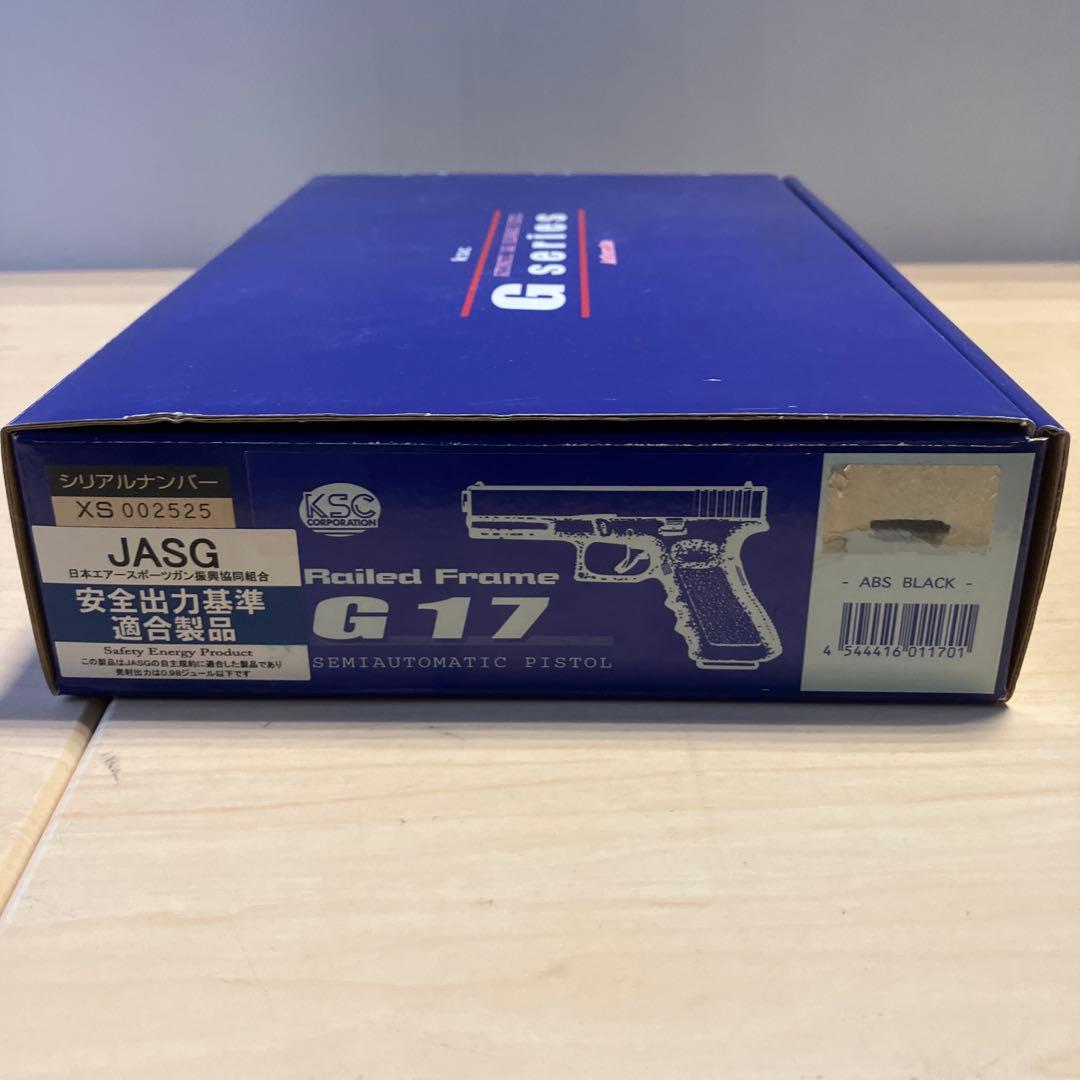 ksc
G series
シリアルナンバー
XS 002525
JASG
日本エアースポーツガン振興協同組合
安全出力基準
適合製品
Safety Energy Product
この製品はJASGの自主規約に適合した製品であり
発射出力は0.98ジュール以下です
KSC
CORPORATION
Railed Frame
G 17
SEMIAUTOMATIC PISTOL
- ABS BLACK -
4 544416 011701